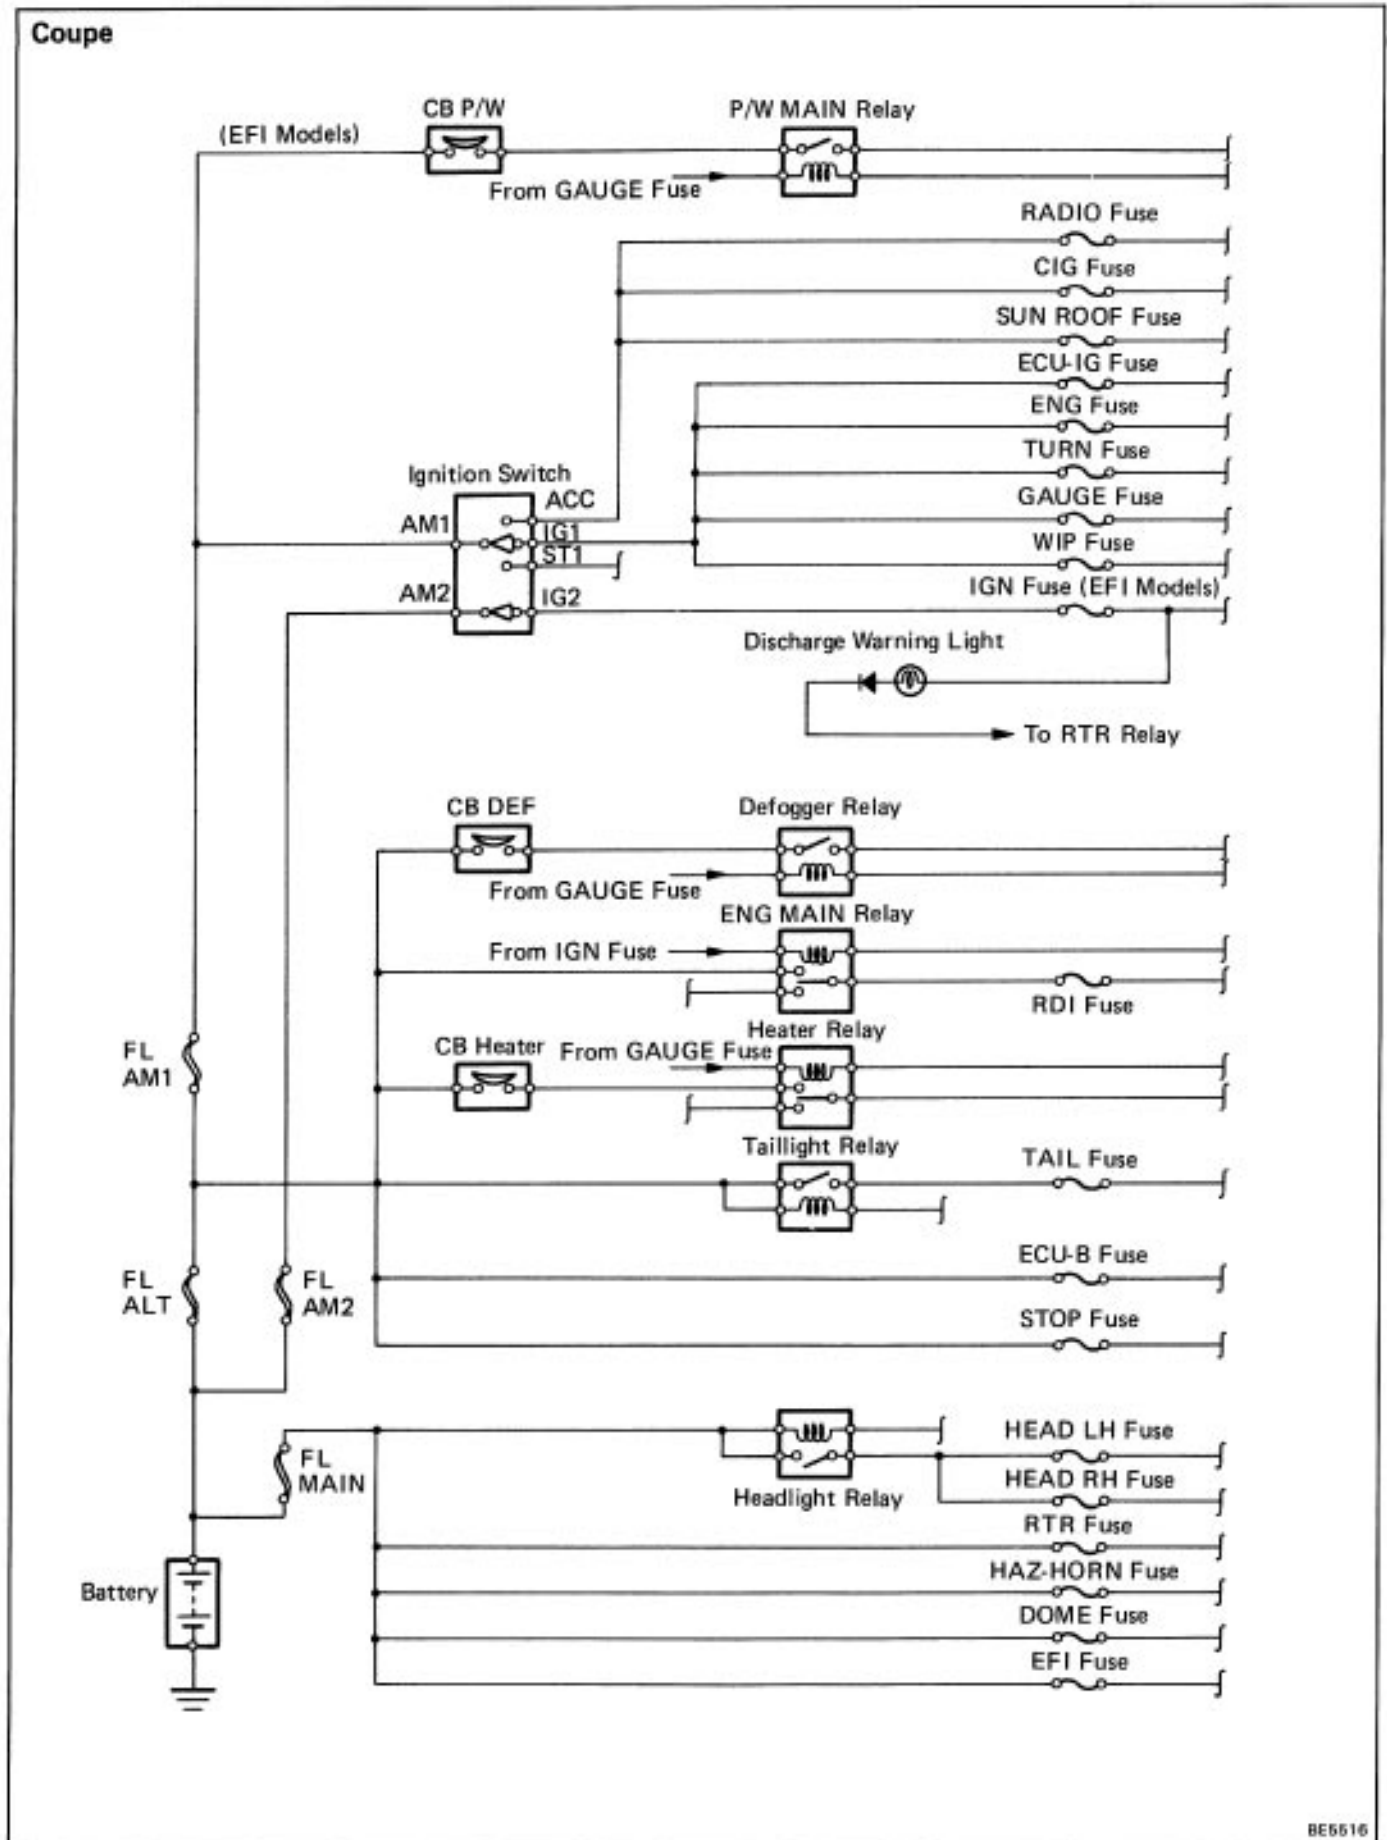 Coupe
CB P/W
P/W MAIN Relay
(EFI Models)
From GAUGE Fuse
RADIO Fuse
CIG Fuse
SUN ROOF Fuse
ECU-IG Fuse
ENG Fuse
TURN Fuse
Ignition Switch
ACC
GAUGE Fuse
AM1
IG1
WIP Fuse
ST1
AM2
IG2
IGN Fuse (EFI Models)
Discharge Warning Light
To RTR Relay
CB DEF
Defogger Relay
From GAUGE Fuse
ENG MAIN Relay
From IGN Fuse
RDI Fuse
Heater Relay
CB Heater
From GAUGE Fuse
FL
AM1
Taillight Relay
TAIL Fuse
ECU-B Fuse
FL
ALT
FL
AM2
STOP Fuse
HEAD LH Fuse
FL
MAIN
HEAD RH Fuse
Headlight Relay
RTR Fuse
HAZ-HORN Fuse
Battery
DOME Fuse
EFI Fuse
BE5516